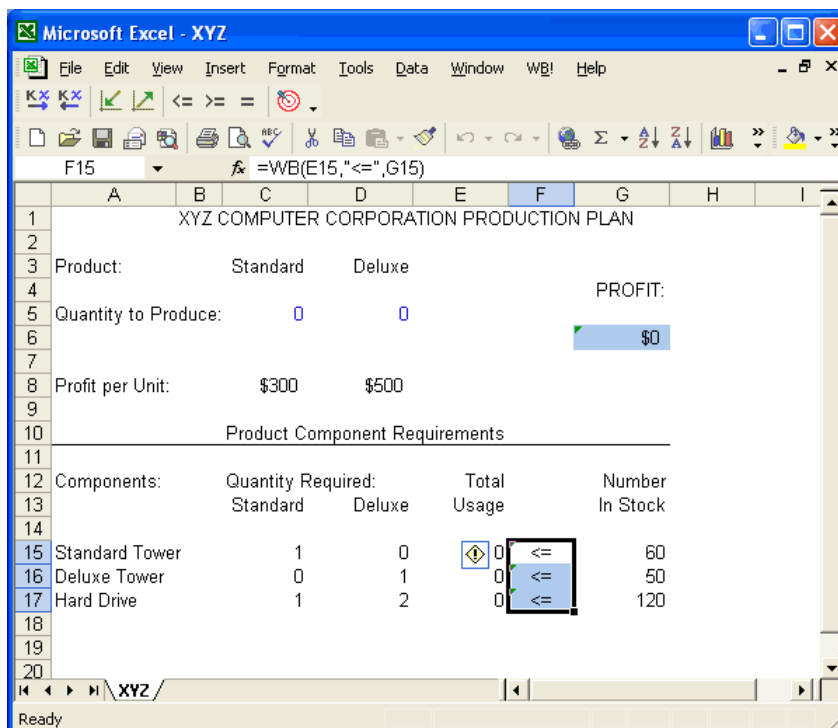 Microsoft Excel - XYZ
File Edit View Insert Format Tools Data Window WB! Help
<= >= =
F15 fx =WB(E15,"<=",G15)
A B C D E F G H I
1 XYZ COMPUTER CORPORATION PRODUCTION PLAN
2
3 Product: Standard Deluxe
4 PROFIT:
5 Quantity to Produce: 0 0
6 $0
7
8 Profit per Unit: $300 $500
9
10 Product Component Requirements
11
12 Components: Quantity Required: Total Number
13 Standard Deluxe Usage In Stock
14
15 Standard Tower 1 0 0 <= 60
16 Deluxe Tower 0 1 0 <= 50
17 Hard Drive 1 2 0 <= 120
18
19
20
XYZ
Ready